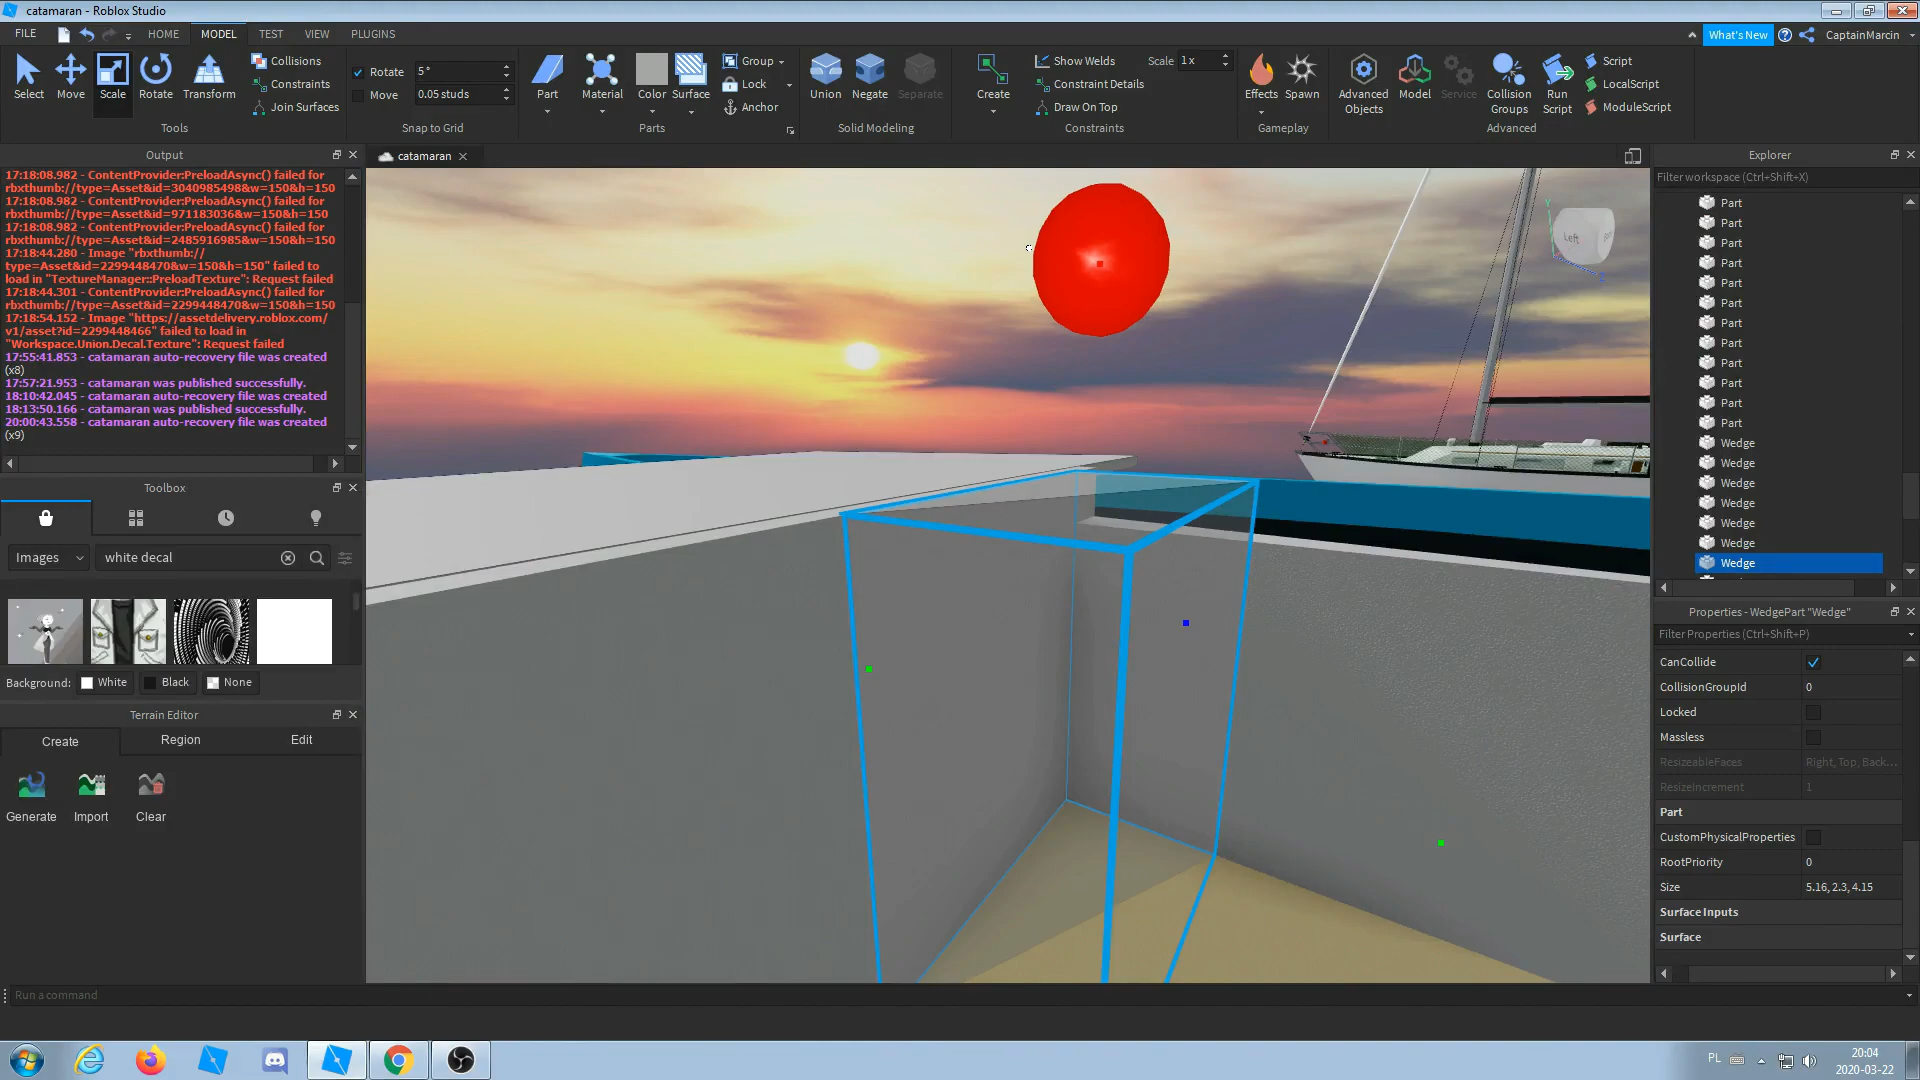 catamaran - Roblox Studio
FILE
HOME
MODEL
TEST
VIEW
PLUGINS
What's New
CaptainMarcin
Select
Move
Scale
Rotate
Transform
Collisions
Constraints
Join Surfaces
Tools
Rotate
5°
Move
0.05 studs
Snap to Grid
Part
Material
Color
Surface
Group
Lock
Anchor
Parts
Union
Negate
Separate
Solid Modeling
Create
Show Welds
Scale
1x
Constraint Details
Draw On Top
Constraints
Effects
Spawn
Gameplay
Advanced Objects
Model
Service
Collision Groups
Run Script
Script
LocalScript
ModuleScript
Advanced
Output
17:18:08.982 - ContentProvider:PreloadAsync() failed for
rbxthumb://type=Asset&id=3040985498&w=150&h=150
17:18:08.982 - ContentProvider:PreloadAsync() failed for
rbxthumb://type=Asset&id=971183036&w=150&h=150
17:18:08.982 - ContentProvider:PreloadAsync() failed for
rbxthumb://type=Asset&id=2485916985&w=150&h=150
17:18:44.280 - Image "rbxthumb://
type=Asset&id=2299448470&w=150&h=150" failed to
load in "TextureManager::PreloadTexture": Request failed
17:18:44.301 - ContentProvider:PreloadAsync() failed for
rbxthumb://type=Asset&id=2299448470&w=150&h=150
17:18:54.152 - Image "https://assetdelivery.roblox.com/
v1/asset?id=2299448466" failed to load in
"Workspace.Union.Decal.Texture": Request failed
17:55:41.853 - catamaran auto-recovery file was created
(x8)
17:57:21.953 - catamaran was published successfully.
18:10:42.045 - catamaran auto-recovery file was created
18:13:50.166 - catamaran was published successfully.
20:00:43.558 - catamaran auto-recovery file was created
(x9)
Toolbox
Images
white decal
Background:
White
Black
None
Terrain Editor
Create
Region
Edit
Generate
Import
Clear
catamaran
Y
Left
Explorer
Filter workspace (Ctrl+Shift+X)
Part
Part
Part
Part
Part
Part
Part
Part
Part
Part
Part
Part
Wedge
Wedge
Wedge
Wedge
Wedge
Wedge
Wedge
Properties - WedgePart "Wedge"
Filter Properties (Ctrl+Shift+P)
CanCollide
CollisionGroupId
0
Locked
Massless
ResizeableFaces
Right, Top, Back...
ResizeIncrement
1
Part
CustomPhysicalProperties
RootPriority
0
Size
5.16, 2.3, 4.15
Surface Inputs
Surface
Run a command
PL
20:04
2020-03-22